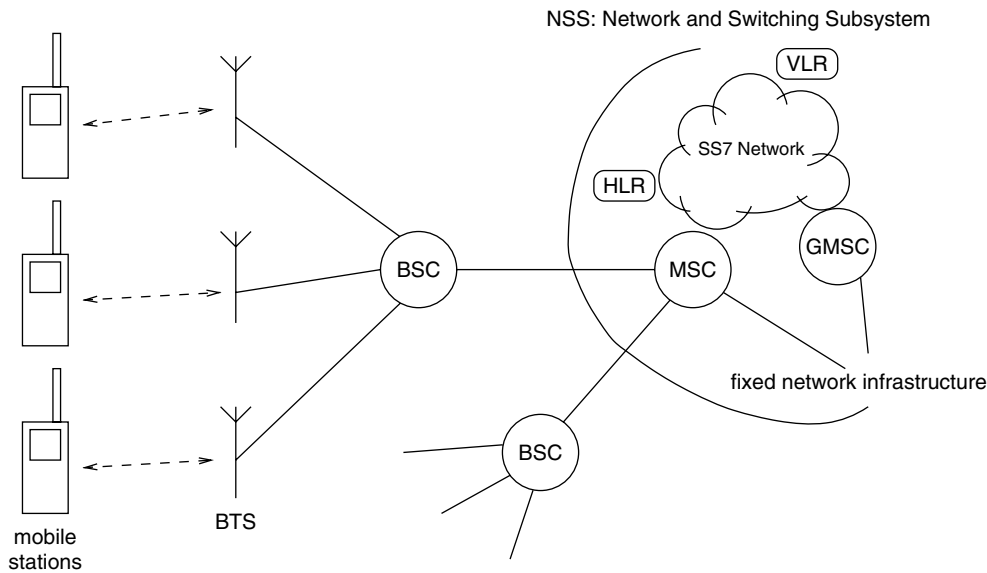 NSS: Network and Switching Subsystem
VLR
SS7 Network
HLR
GMSC
BSC
MSC
fixed network infrastructure
BSC
BTS
mobile
stations